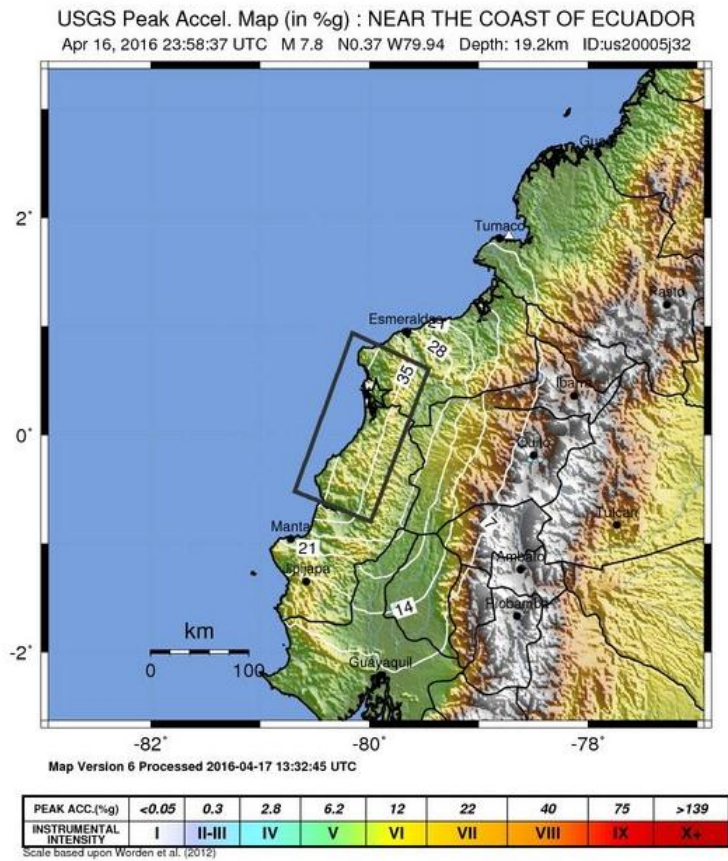 USGS Peak Accel. Map (in %g) : NEAR THE COAST OF ECUADOR
Apr 16, 2016 23:58:37 UTC M 7.8 N0.37 W79.94 Depth: 19.2km ID:us20005j32
2°
Tumaco
Pasto
Esmeraldas
21
28
35
Ibarra
0°
Quito
7
Tulcan
Manta
21
Jipijapa
Ambato
Riobamba
14
km
0 100
-2°
Guayaquil
-82° -80° -78°
Map Version 6 Processed 2016-04-17 13:32:45 UTC
PEAK ACC.(%g) <0.05 0.3 2.8 6.2 12 22 40 75 >139
INSTRUMENTAL INTENSITY I II-III IV V VI VII VIII IX X+
Scale based upon Worden et al. (2012)